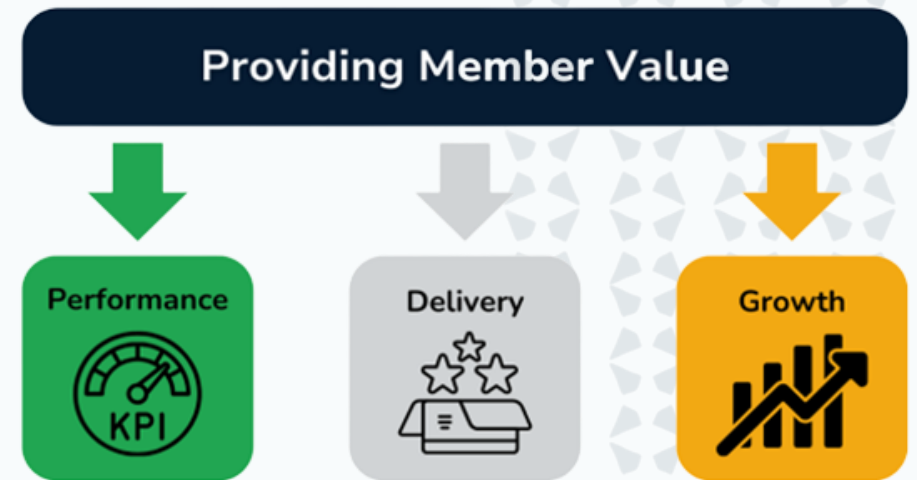 Providing Member Value
Performance
Delivery
Growth
KPI